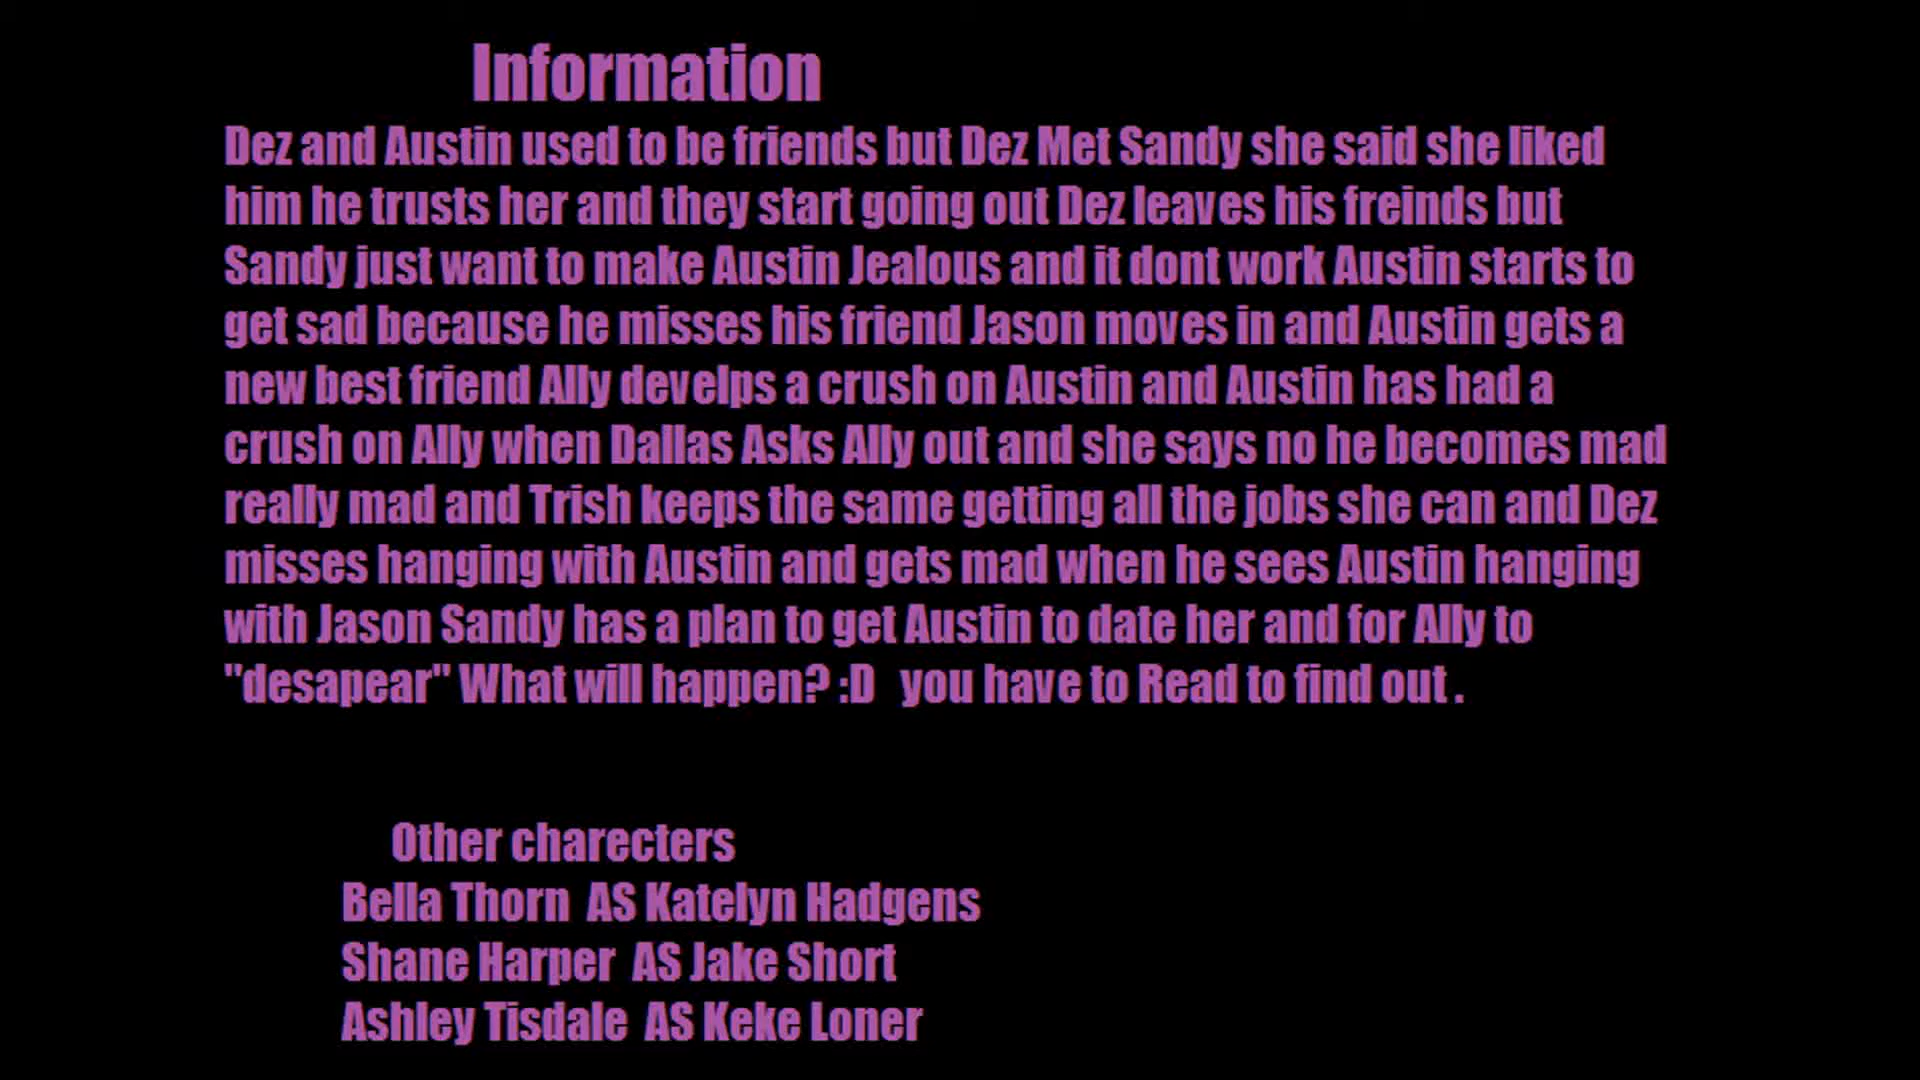 Information
Dez and Austin used to be friends but Dez Met Sandy she said she liked
him he trusts her and they start going out Dez leaves his freinds but
Sandy just want to make Austin Jealous and it dont work Austin starts to
get sad because he misses his friend Jason moves in and Austin gets a
new best friend Ally develps a crush on Austin and Austin has had a
crush on Ally when Dallas Asks Ally out and she says no he becomes mad
really mad and Trish keeps the same getting all the jobs she can and Dez
misses hanging with Austin and gets mad when he sees Austin hanging
with Jason Sandy has a plan to get Austin to date her and for Ally to
"desapear" What will happen? :D you have to Read to find out .
Other charecters
Bella Thorn AS Katelyn Hadgens
Shane Harper AS Jake Short
Ashley Tisdale AS Keke Loner